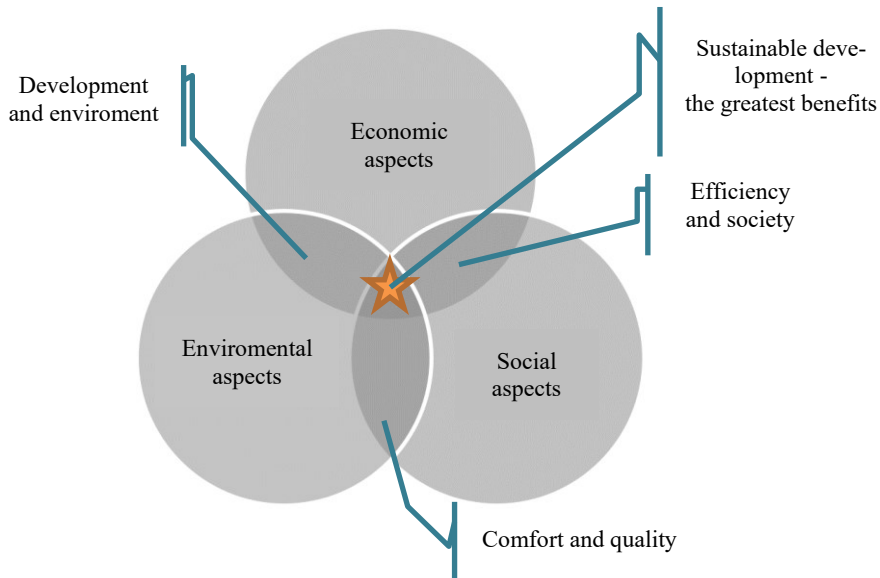 Development
and enviroment
Economic
aspects
Sustainable deve-
lopment -
the greatest benefits
Efficiency
and society
Enviromental
aspects
Social
aspects
Comfort and quality